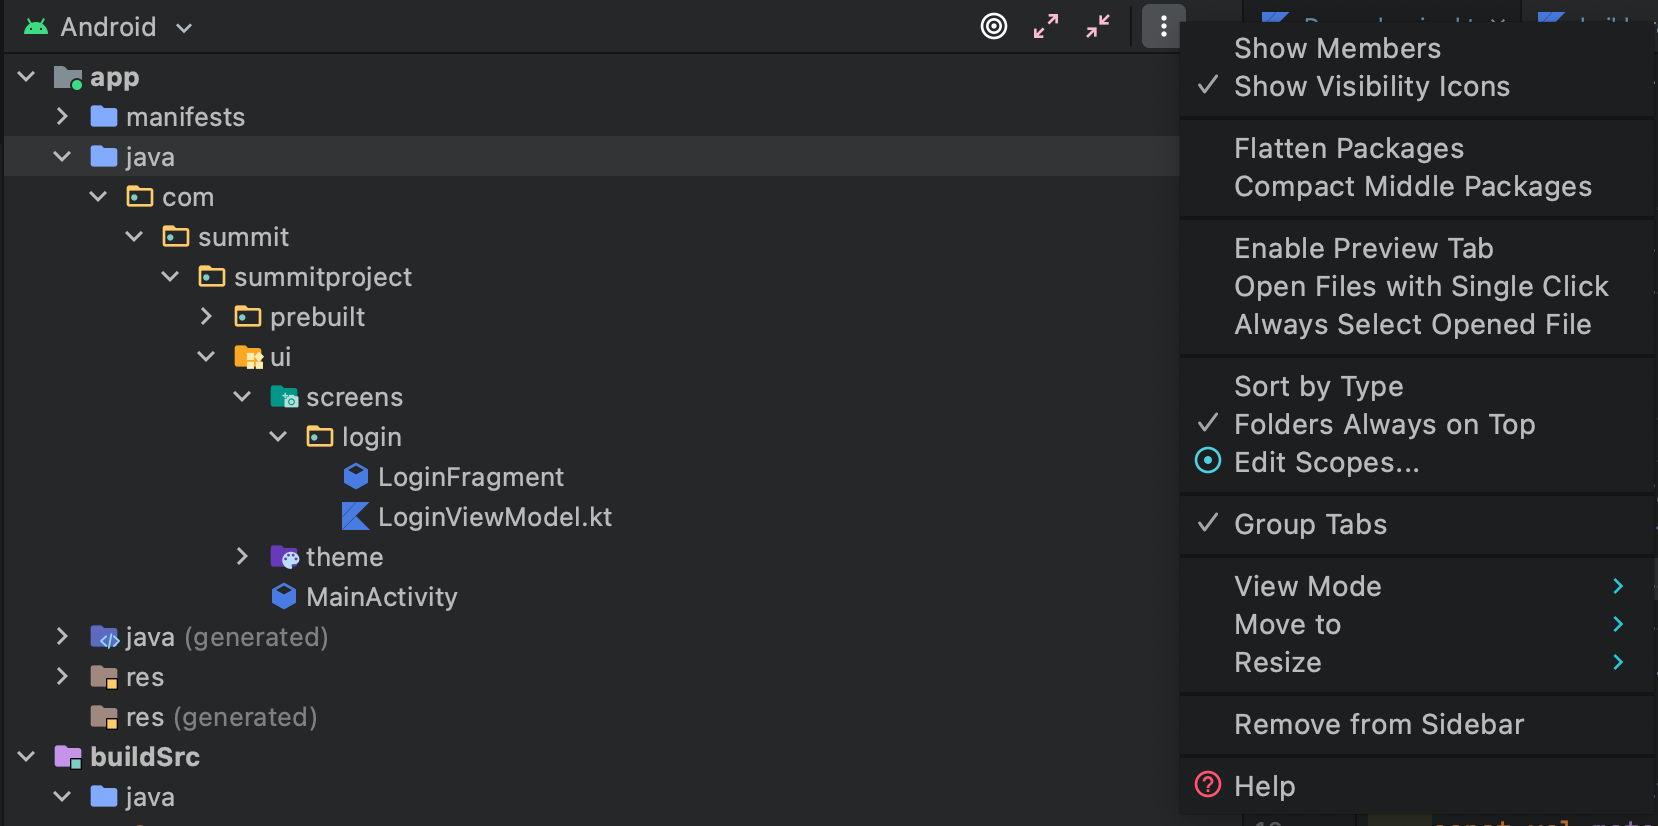 Android
app
manifests
java
com
summit
summitproject
prebuilt
ui
screens
login
LoginFragment
LoginViewModel.kt
theme
MainActivity
java (generated)
res
res (generated)
buildSrc
java
Show Members
Show Visibility Icons
Flatten Packages
Compact Middle Packages
Enable Preview Tab
Open Files with Single Click
Always Select Opened File
Sort by Type
Folders Always on Top
Edit Scopes...
Group Tabs
View Mode
Move to
Resize
Remove from Sidebar
Help